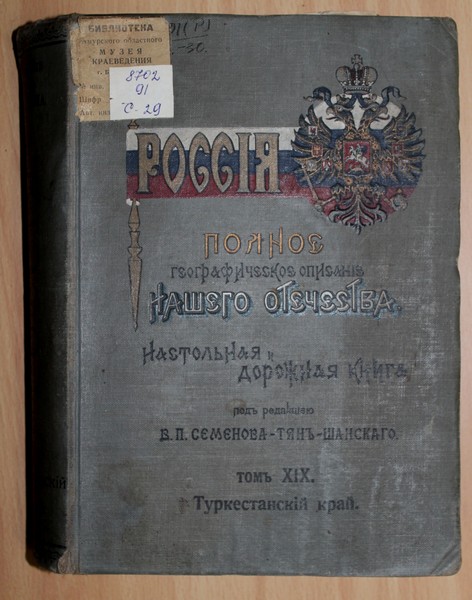 БИБЛИОТЕКА
областного
МУЗЕЯ
КРАЕВЕДЕНИЯ
8702
91
С-29
РОССІЯ
ПОЛНОЕ
ГЕОГРАФИЧЕСКОЕ ОПИСАНІЕ
НАШЕГО ОТЕЧЕСТВА.
НАСТОЛЬНАЯ и
ДОРОЖНАЯ КНИГА
подъ редакціею
В.П. СЕМЕНОВА-ТЯНЪ-ШАНСКАГО.
ТОМЪ XIX.
Туркестанскій край.